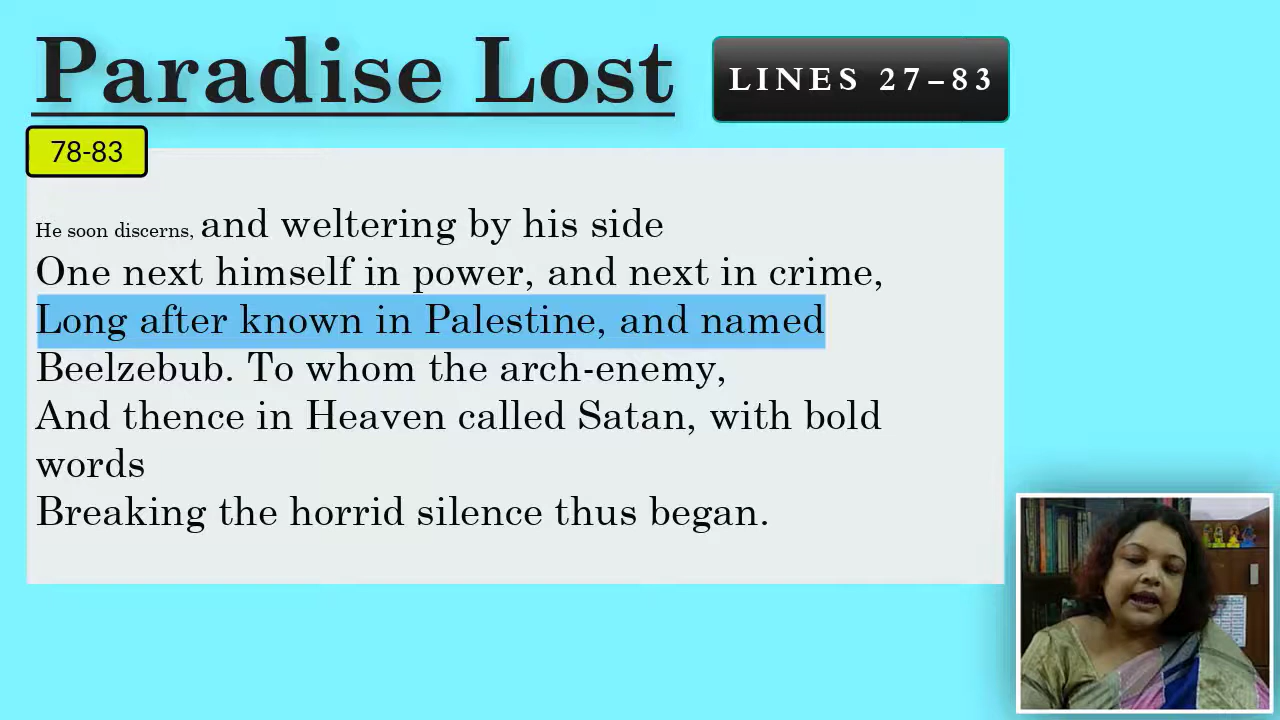 Paradise Lost
LINES 27–83
78-83
He soon discerns, and weltering by his side
One next himself in power, and next in crime,
Long after known in Palestine, and named
Beelzebub. To whom the arch-enemy,
And thence in Heaven called Satan, with bold
words
Breaking the horrid silence thus began.